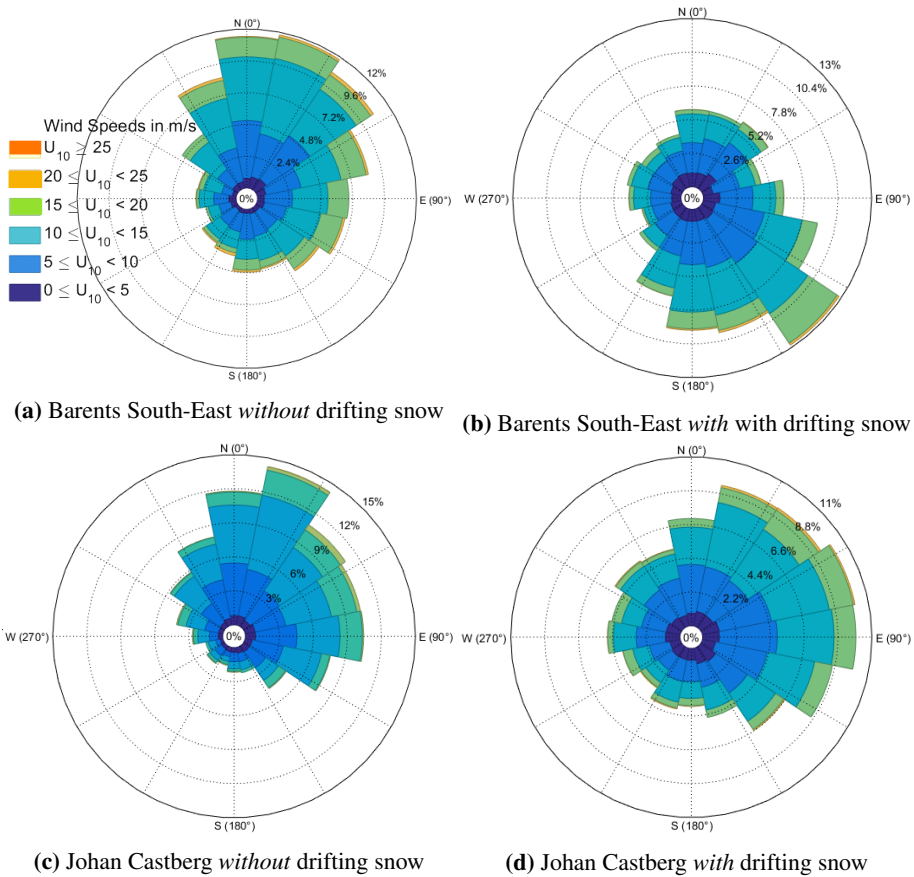 N (0°)
12%
9.6%
7.2%
4.8%
2.4%
0%
E (90°)
S (180°)
Wind Speeds in m/s
U10 ≥ 25
20 ≤ U10 < 25
15 ≤ U10 < 20
10 ≤ U10 < 15
5 ≤ U10 < 10
0 ≤ U10 < 5
(a) Barents South-East without drifting snow
N (0°)
13%
10.4%
7.8%
5.2%
2.6%
0%
W (270°)
E (90°)
S (180°)
(b) Barents South-East with with drifting snow
N (0°)
15%
12%
9%
6%
3%
0%
W (270°)
E (90°)
S (180°)
(c) Johan Castberg without drifting snow
N (0°)
11%
8.8%
6.6%
4.4%
2.2%
0%
W (270°)
E (90°)
S (180°)
(d) Johan Castberg with drifting snow